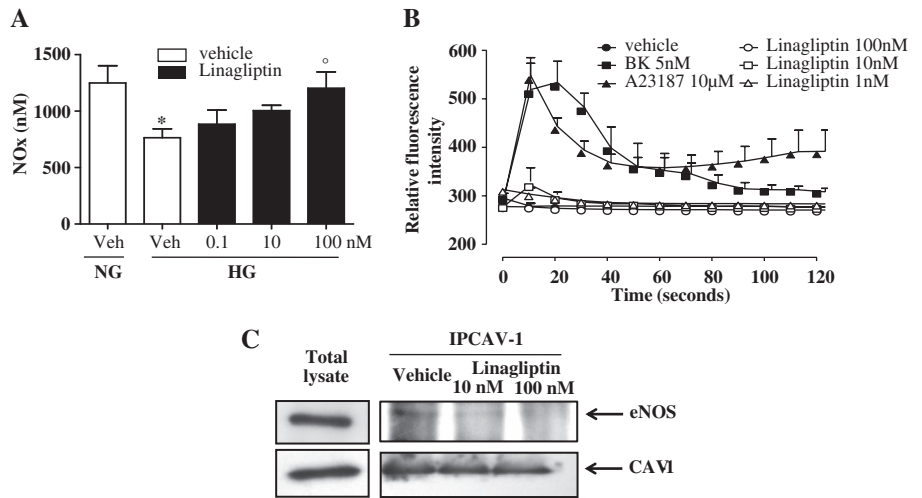 A
vehicle
Linagliptin
NOx (nM)
1500
1000
500
0
*
°
Veh
Veh
0.1
10
100 nM
NG
HG
B
vehicle
BK 5nM
A23187 10µM
Linagliptin 100nM
Linagliptin 10nM
Linagliptin 1nM
Relative fluorescence
intensity
600
500
400
300
200
0
20
40
60
80
100
120
Time (seconds)
C
Total
lysate
IPCAV-1
Vehicle
Linagliptin
10 nM
100 nM
eNOS
CAV1